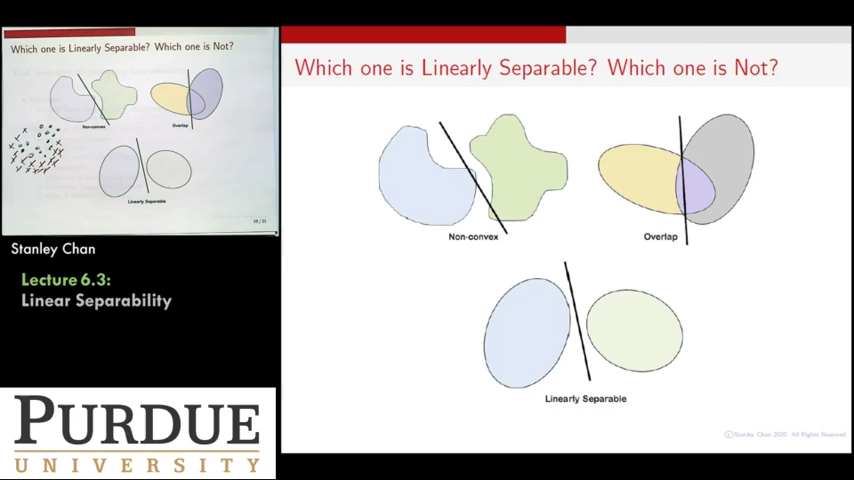 Which one is Linearly Separable? Which one is Not?
Non-convex
Overlap
Linearly Separable
Stanley Chan
Lecture 6.3:
Linear Separability
PURDUE
UNIVERSITY
Which one is Linearly Separable? Which one is Not?
Non-convex
Overlap
Linearly Separable
©Stanley Chan 2020. All Rights Reserved.